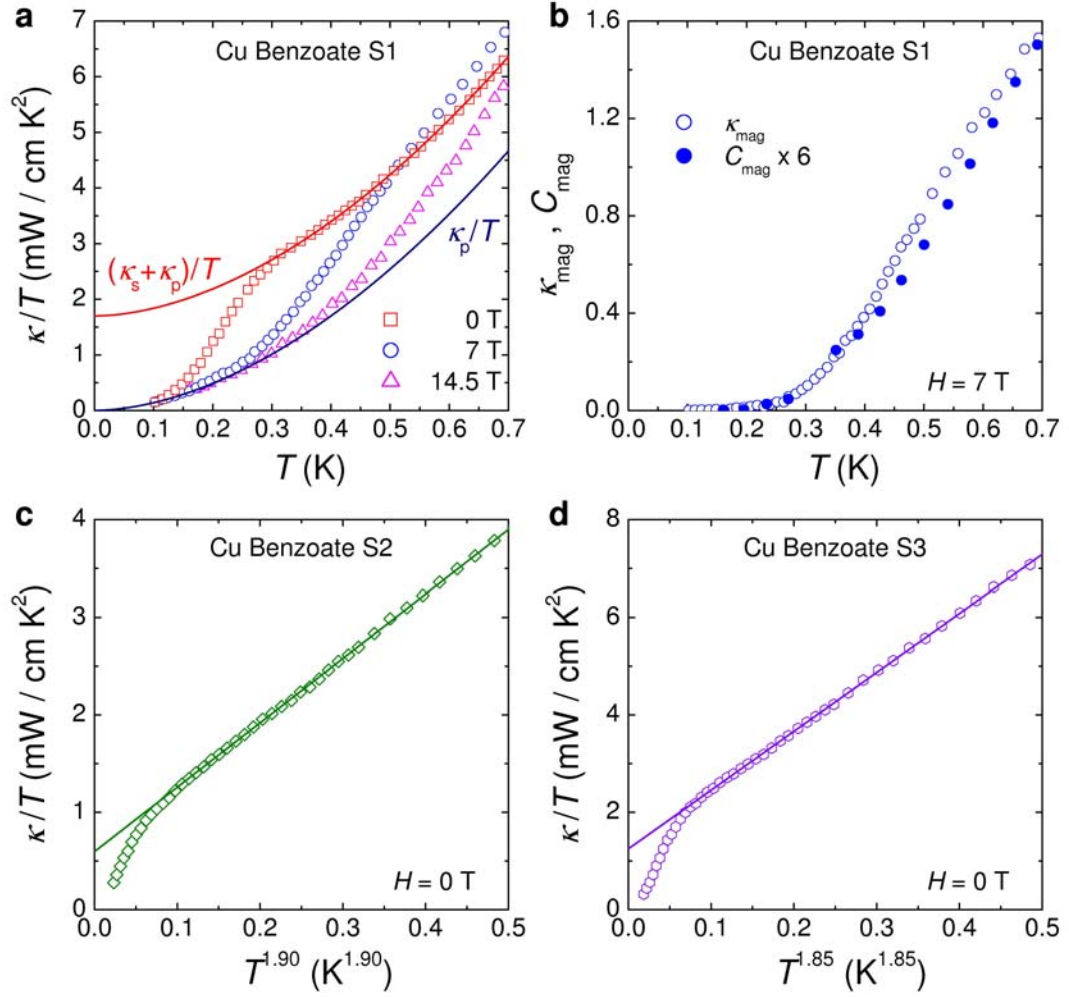 a
Cu Benzoate S1
κ/T (mW / cm K²)
7
6
5
4
3
2
1
0
(κs+κp)/T
κp/T
0 T
7 T
14.5 T
0.0 0.1 0.2 0.3 0.4 0.5 0.6 0.7
T (K)
b
Cu Benzoate S1
κmag , Cmag
1.6
1.2
0.8
0.4
0.0
κmag
Cmag x 6
H = 7 T
0.0 0.1 0.2 0.3 0.4 0.5 0.6 0.7
T (K)
c
Cu Benzoate S2
κ/T (mW / cm K²)
4
3
2
1
0
H = 0 T
0.0 0.1 0.2 0.3 0.4 0.5
T^1.90 (K^1.90)
d
Cu Benzoate S3
κ/T (mW / cm K²)
8
6
4
2
0
H = 0 T
0.0 0.1 0.2 0.3 0.4 0.5
T^1.85 (K^1.85)